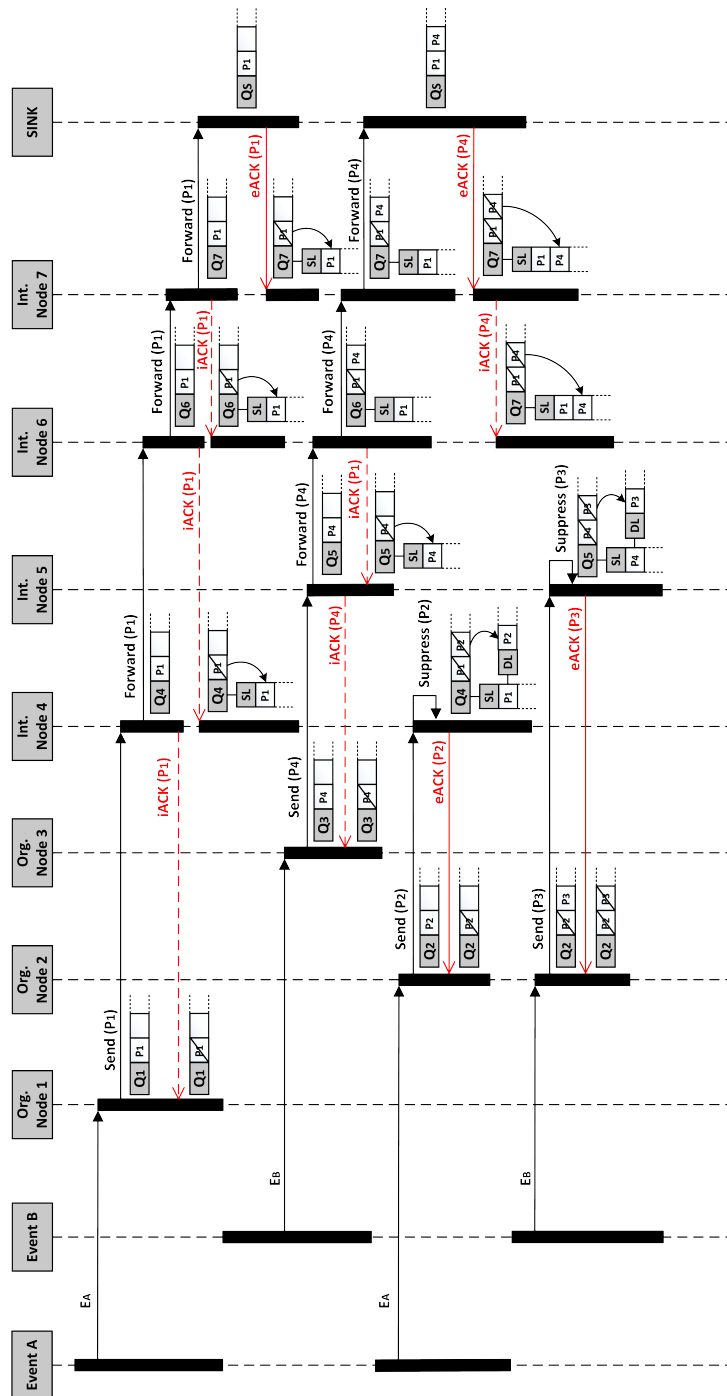 Event A
Event B
Org. Node 1
Org. Node 2
Org. Node 3
Int. Node 4
Int. Node 5
Int. Node 6
Int. Node 7
SINK
EA
Send (P1)
Forward (P1)
Q1 P1
Forward (P1)
Q4 P1
iACK (P1)
Q6 P1
Forward (P1)
iACK (P1)
Q1 P1
iACK (P1)
Q7 P1
Q4 P1
SL
P1
Q6 P1
SL
P1
QS P1
eACK (P1)
EB
Q7 P1
SL
P1
Send (P4)
Forward (P4)
Q3 P4
Forward (P4)
Q5 P4
iACK (P4)
Forward (P4)
iACK (P1)
Q6 P1 P4
SL
P1
Q3 P4
Q7 P1 P4
SL
P1
Q5 P4
SL
P4
EA
Send (P2)
Suppress (P2)
Q2 P2
QS P1 P4
eACK (P2)
Q4 P1 P2
SL
P1 DL P2
eACK (P4)
Q2 P2
iACK (P4)
Q7 P1 P4
SL
P1
P4
Q7 P1 P4
SL
P1
P4
EB
Send (P3)
Suppress (P3)
Q2 P2 P3
eACK (P3)
Q5 P4 P3
SL
P4 DL P3
Q2 P2 P3